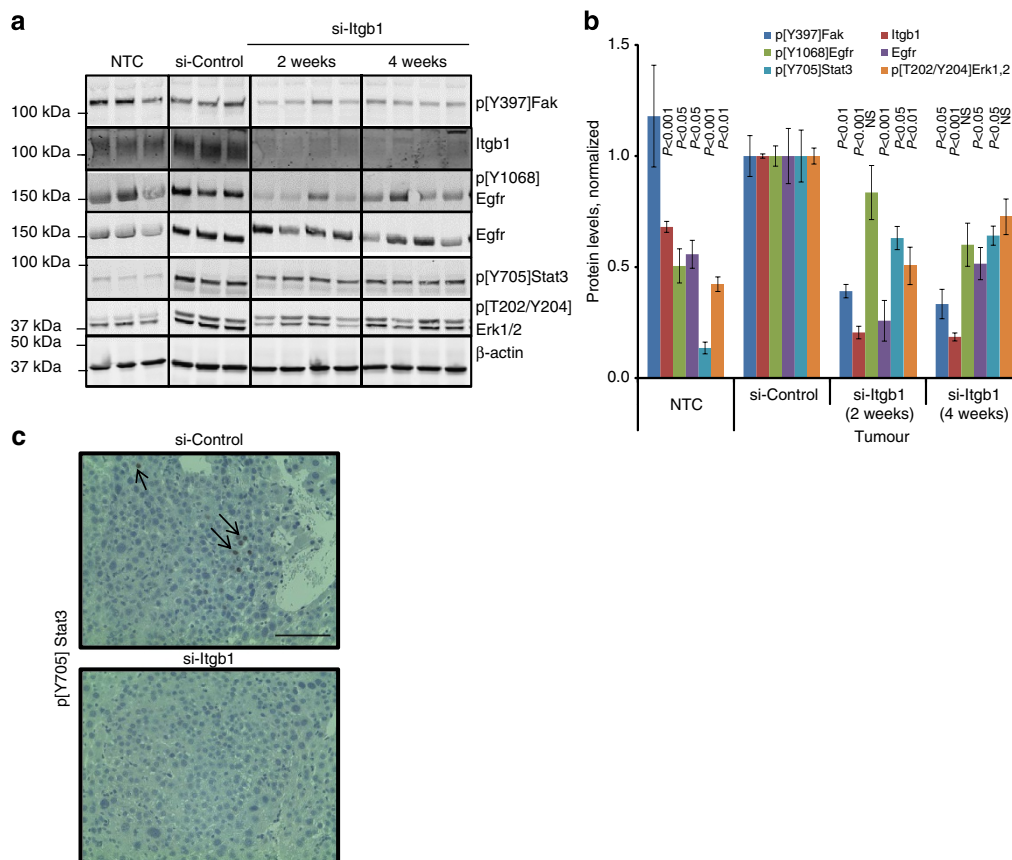 a
si-Itgb1
NTC
si-Control
2 weeks
4 weeks
100 kDa
p[Y397]Fak
100 kDa
Itgb1
150 kDa
p[Y1068]
Egfr
150 kDa
Egfr
100 kDa
p[Y705]Stat3
p[T202/Y204]
37 kDa
Erk1/2
50 kDa
β-actin
37 kDa
b
p[Y397]Fak
Itgb1
p[Y1068]Egfr
Egfr
p[Y705]Stat3
p[T202/Y204]Erk1,2
Protein levels, normalized
1.5
1.0
0.5
0.0
P<0.001
P<0.05
P<0.05
P<0.001
P<0.01
P<0.01
P<0.001
NS
P<0.001
P<0.05
P<0.01
P<0.05
P<0.001
NS
P<0.05
P<0.05
NS
NTC
si-Control
si-Itgb1
(2 weeks)
si-Itgb1
(4 weeks)
Tumour
c
si-Control
p[Y705] Stat3
si-Itgb1